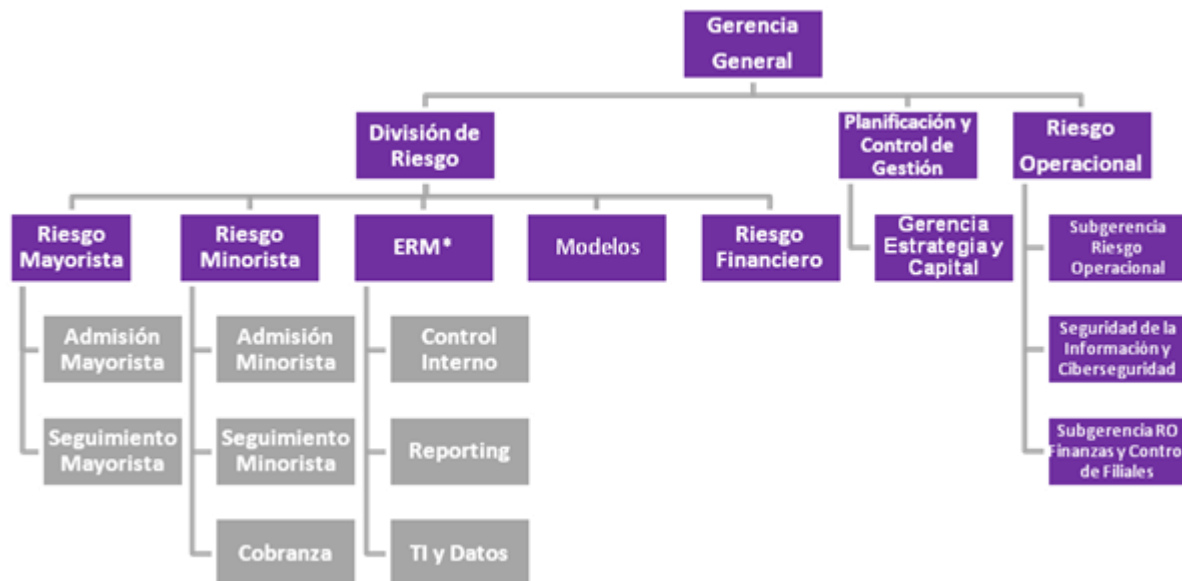 Gerencia
General
División de
Riesgo
Planificación y
Control de
Gestión
Riesgo
Operacional
Riesgo
Mayorista
Riesgo
Minorista
ERM*
Modelos
Riesgo
Financiero
Gerencia
Estrategia y
Capital
Subgerencia
Riesgo
Operacional
Admisión
Mayorista
Admisión
Minorista
Control
Interno
Seguridad de la
Información y
Ciberseguridad
Seguimiento
Mayorista
Seguimiento
Minorista
Reporting
Subgerencia RO
Finanzas y Contro
de Filiales
Cobranza
TI y Datos